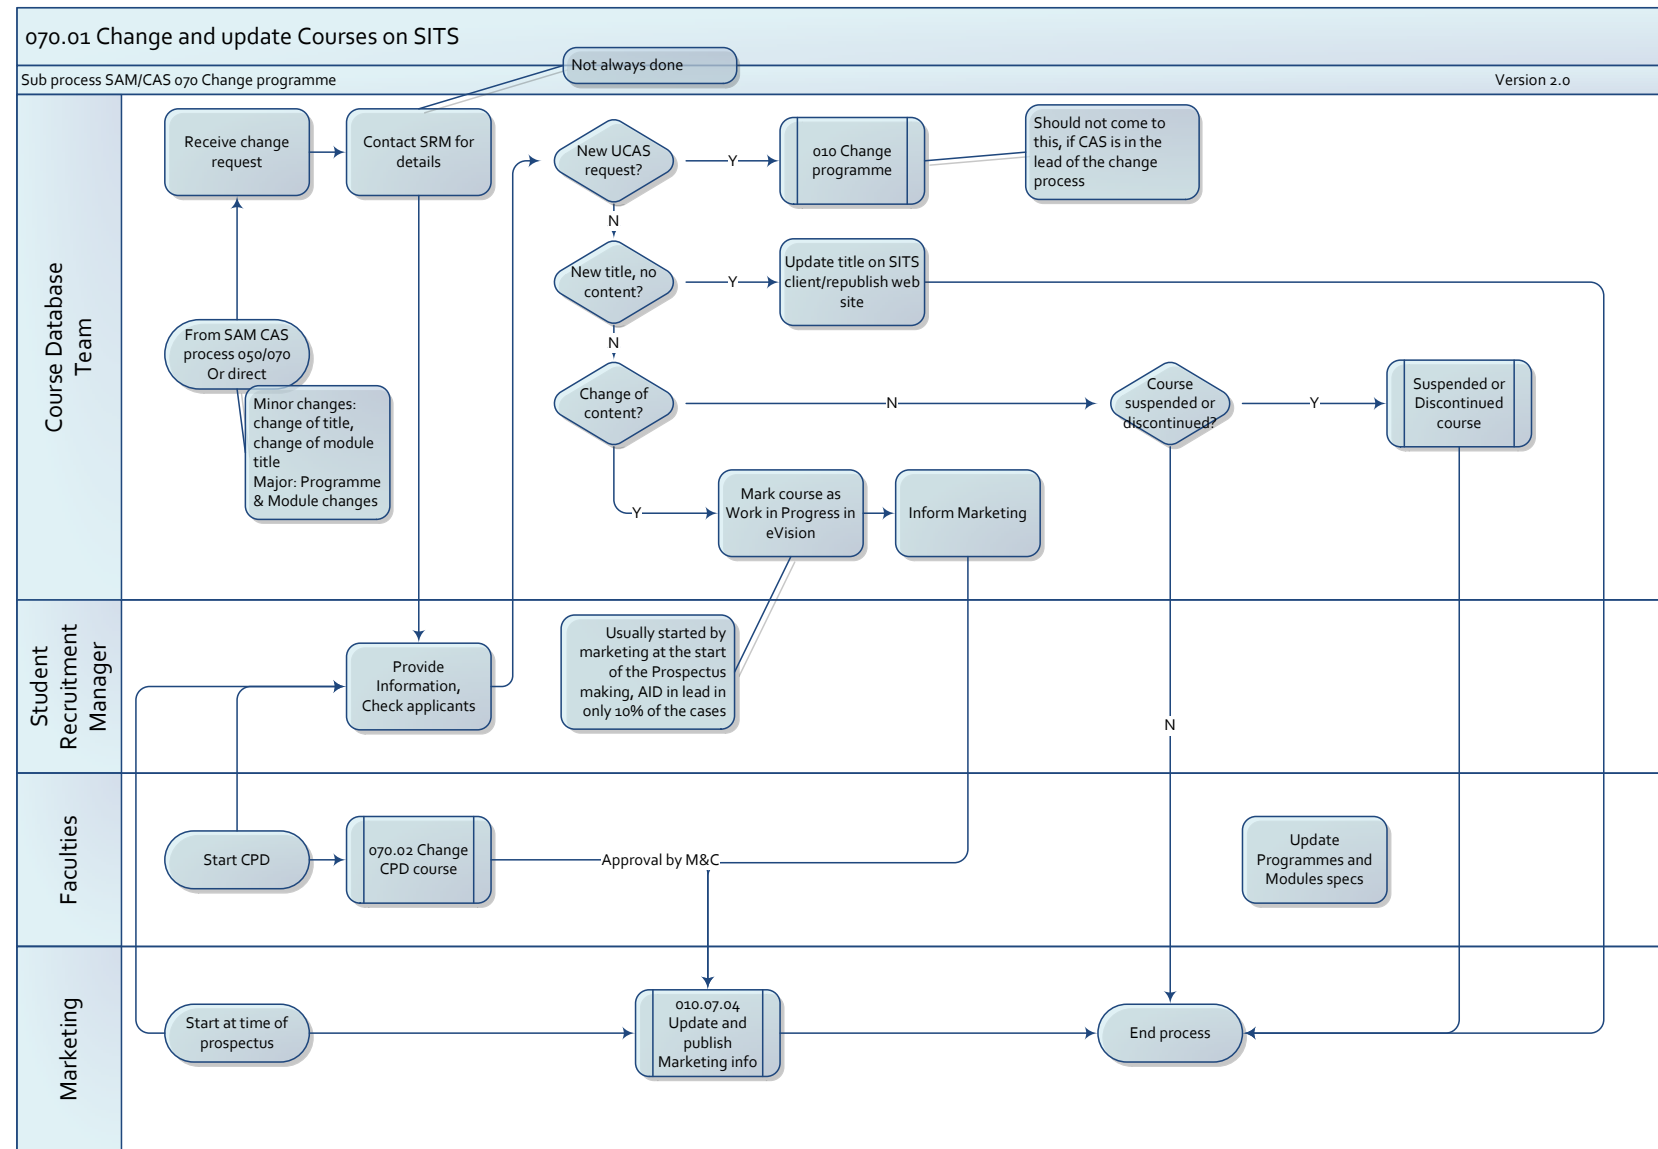 070.01 Change and update Courses on SITS
Sub process SAM/CAS 070 Change programme
Version 2.0
Not always done
Course Database
Team
Receive change
request
Contact SRM for
details
New UCAS
request?
Y
010 Change
programme
Should not come to
this, if CAS is in the
lead of the change
process
N
New title, no
content?
Y
Update title on SITS
client/republish web
site
N
From SAM CAS
process 050/070
Or direct
Minor changes:
change of title,
change of module
title
Major: Programme
& Module changes
Change of
content?
N
Course
suspended or
discontinued?
Y
Suspended or
Discontinued
course
Y
Mark course as
Work in Progress in
eVision
Inform Marketing
Student
Recruitment
Manager
Provide
Information,
Check applicants
Usually started by
marketing at the start
of the Prospectus
making, AID in lead in
only 10% of the cases
N
Faculties
Start CPD
070.02 Change
CPD course
Approval by M&C
Update
Programmes and
Modules specs
Marketing
Start at time of
prospectus
010.07.04
Update and
publish
Marketing info
End process